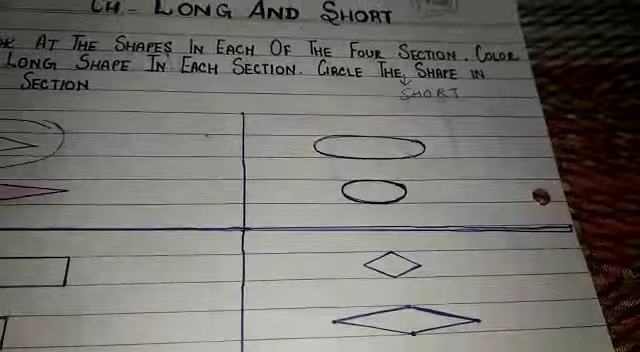 CH - LONG AND SHORT
AT THE SHAPES IN EACH OF THE FOUR SECTION. COLOR
LONG SHAPE IN EACH SECTION. CIRCLE THE SHAPE IN
SHORT
SECTION